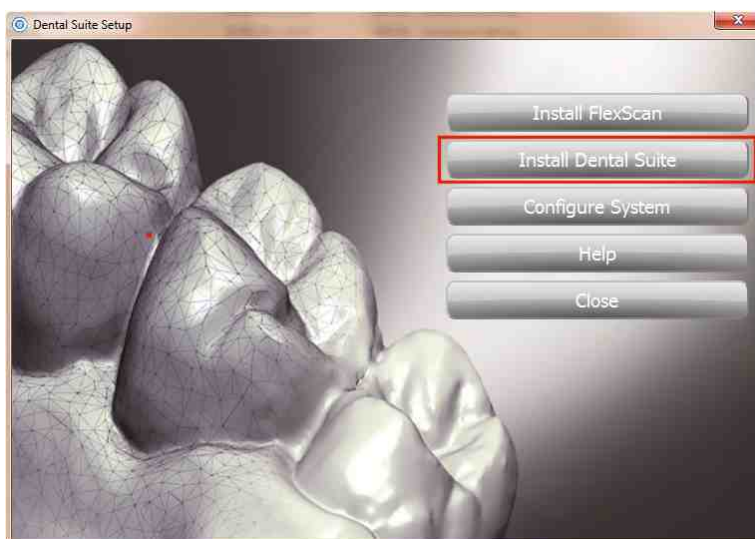 Dental Suite Setup
Install FlexScan
Install Dental Suite
Configure System
Help
Close